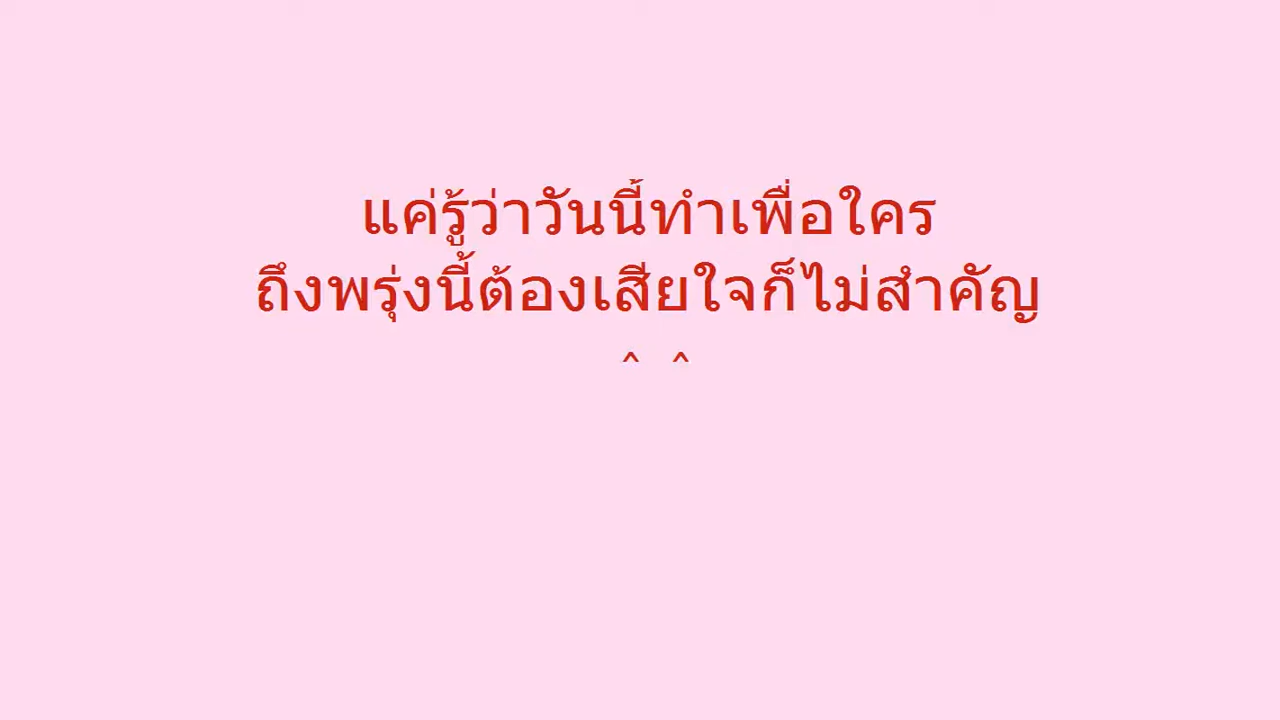 แค่รู้ว่าวันนี้ทำเพื่อใคร
ถึงพรุ่งนี้ต้องเสียใจก็ไม่สำคัญ
^ ^